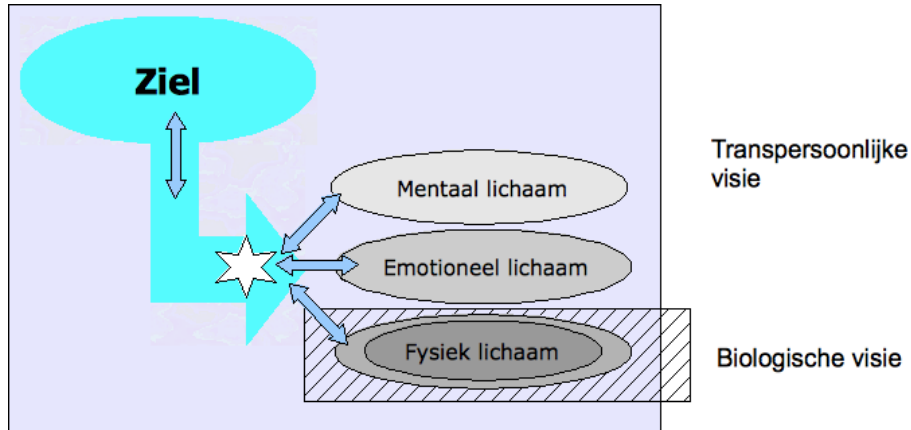 Ziel
Mentaal lichaam
Transpersoonlijke
visie
Emotioneel lichaam
Fysiek lichaam
Biologische visie